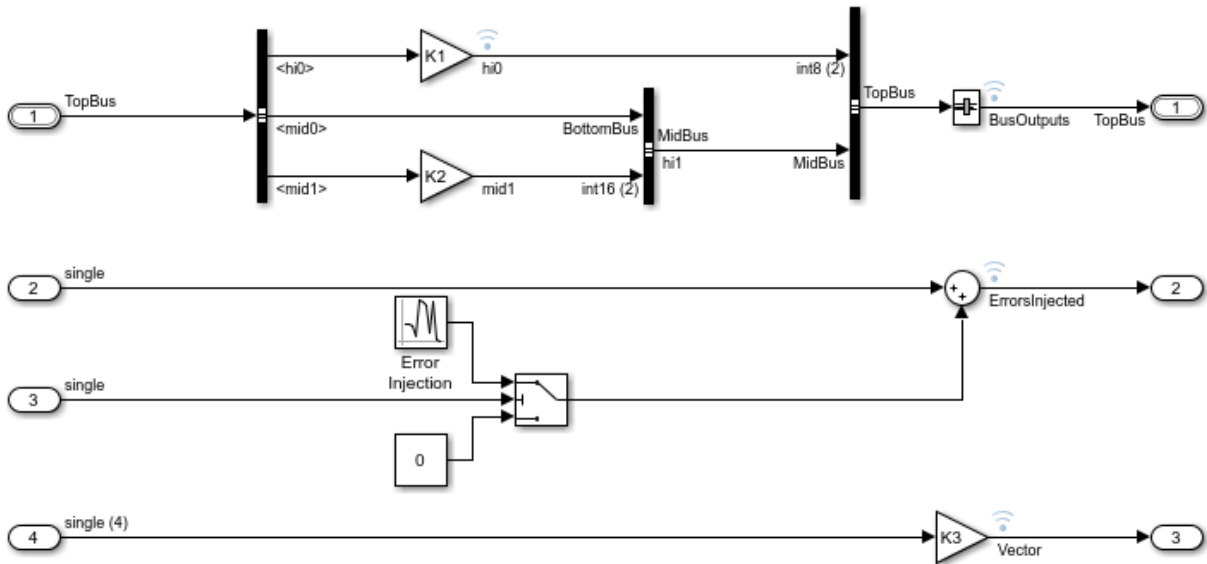 K1
<hi0>
hi0
int8 (2)
TopBus
1
<mid0>
BottomBus
MidBus
hi1
MidBus
TopBus
BusOutputs
TopBus
1
<mid1>
K2
mid1
int16 (2)
single
2
ErrorsInjected
2
Error
Injection
single
3
0
single (4)
4
K3
Vector
3